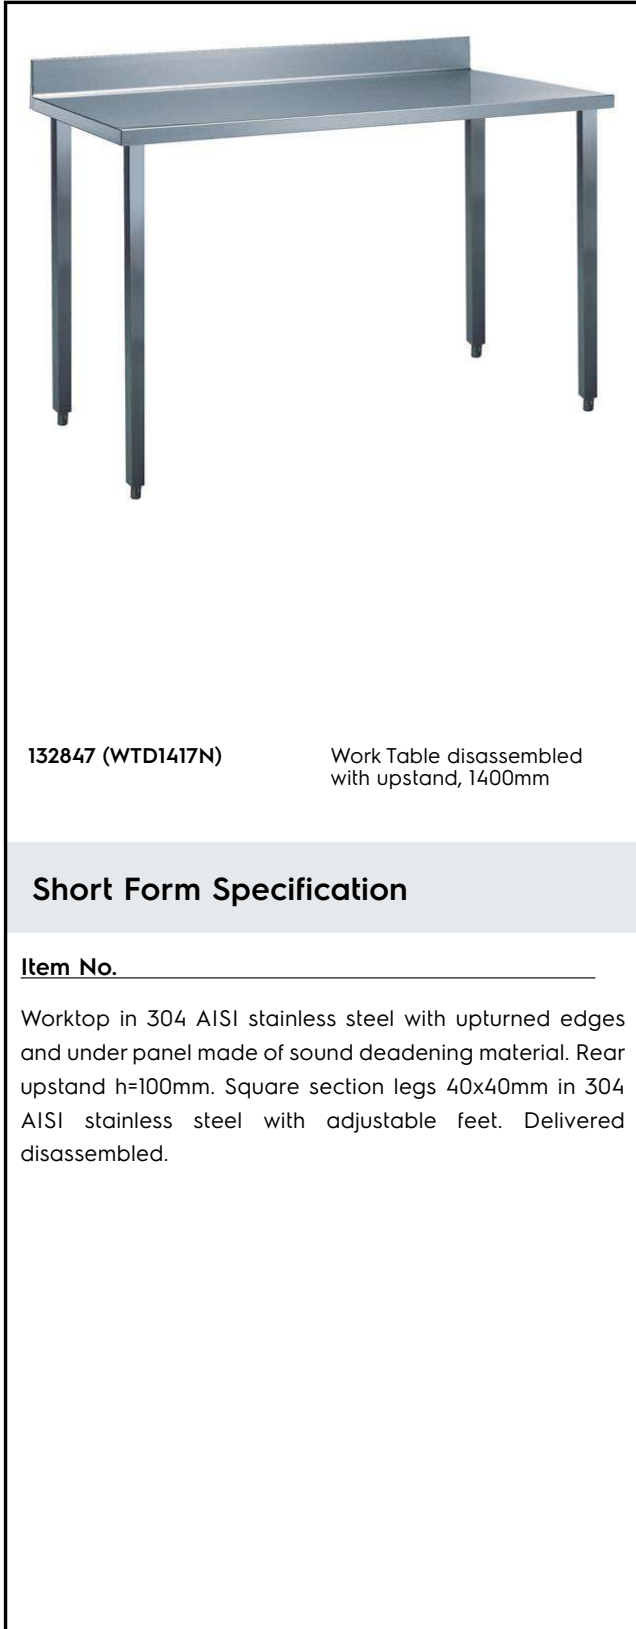 132847 (WTD1417N)
Work Table disassembled
with upstand, 1400mm
Short Form Specification
Item No.
Worktop in 304 AISI stainless steel with upturned edges
and under panel made of sound deadening material. Rear
upstand h=100mm. Square section legs 40x40mm in 304
AISI stainless steel with adjustable feet. Delivered
disassembled.